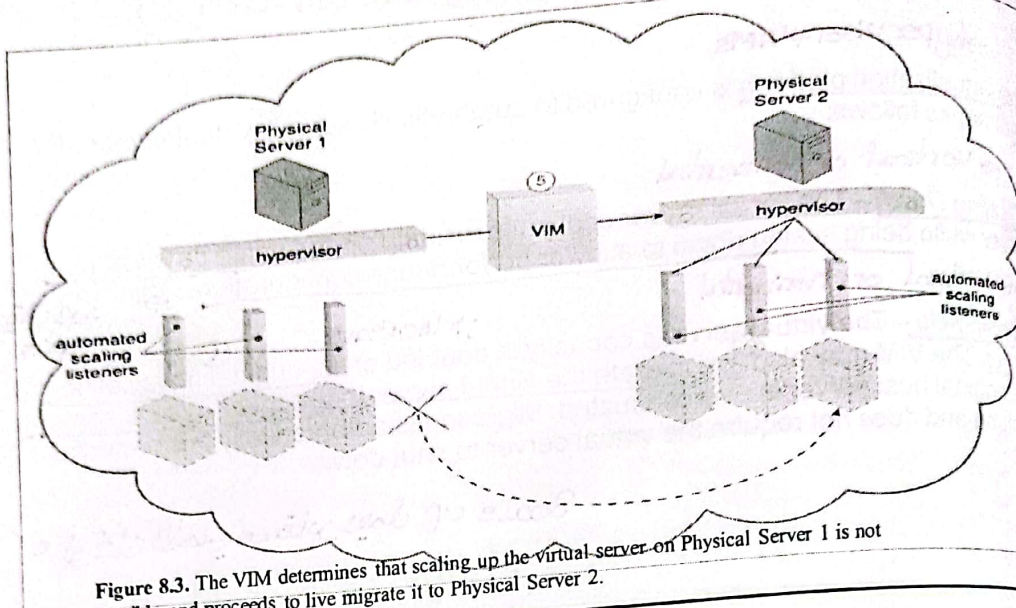 Physical
Server 1
Physical
Server 2
5
VIM
hypervisor
hypervisor
automated
scaling
listeners
automated
scaling
listeners
Figure 8.3. The VIM determines that scaling up the virtual server on Physical Server 1 is not
and proceeds to live migrate it to Physical Server 2.